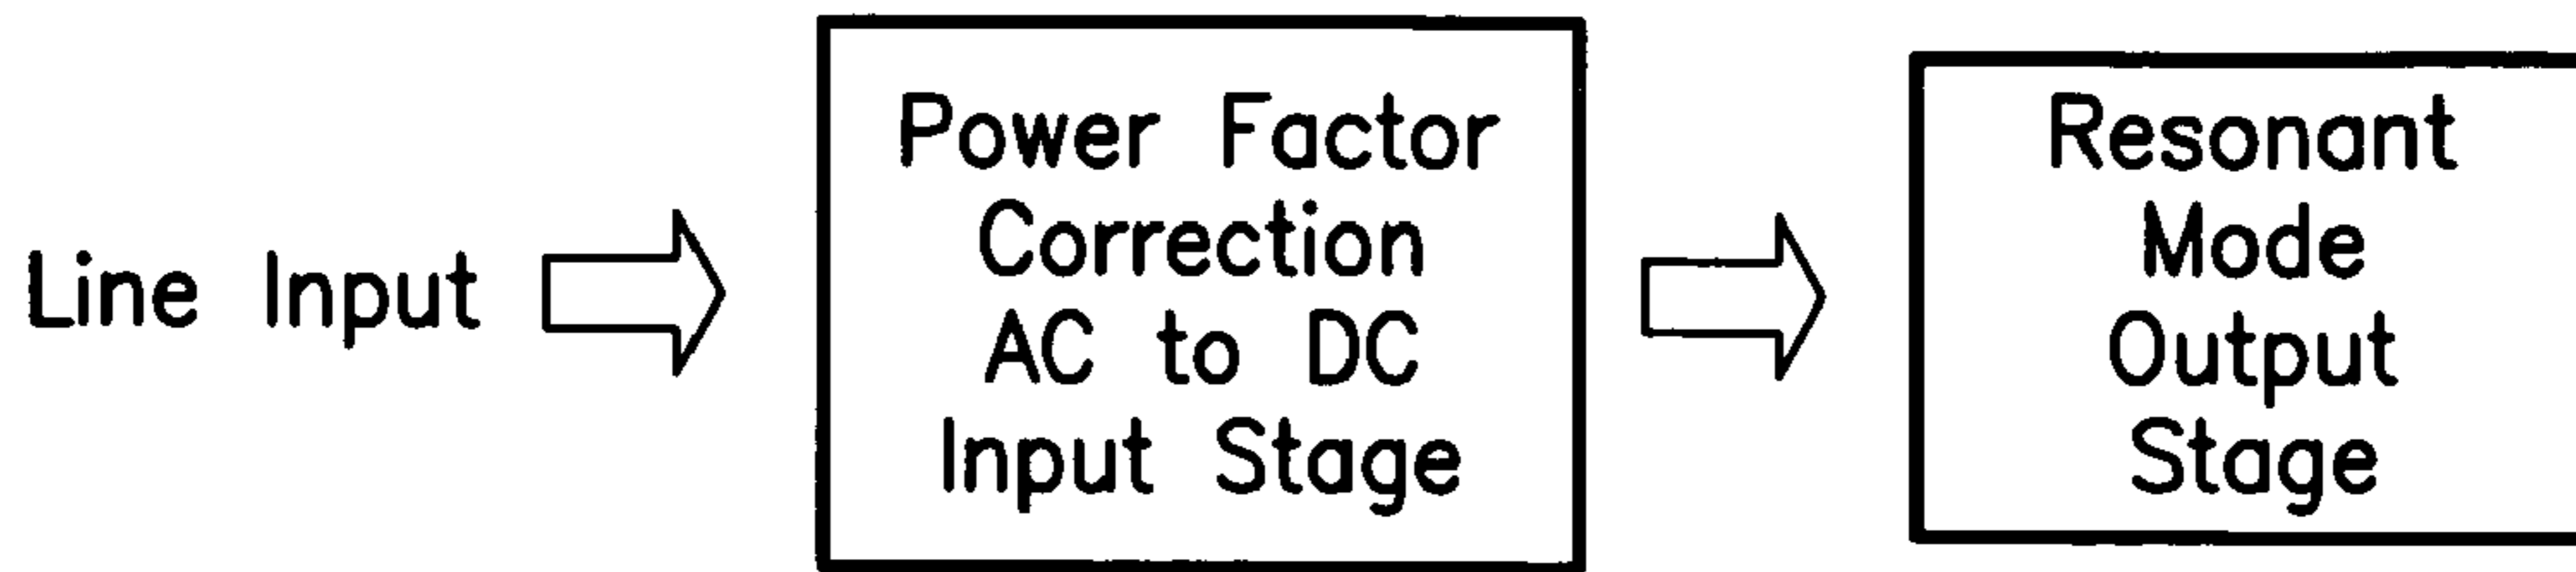 Line Input
Power Factor
Correction
AC to DC
Input Stage
Resonant
Mode
Output
Stage